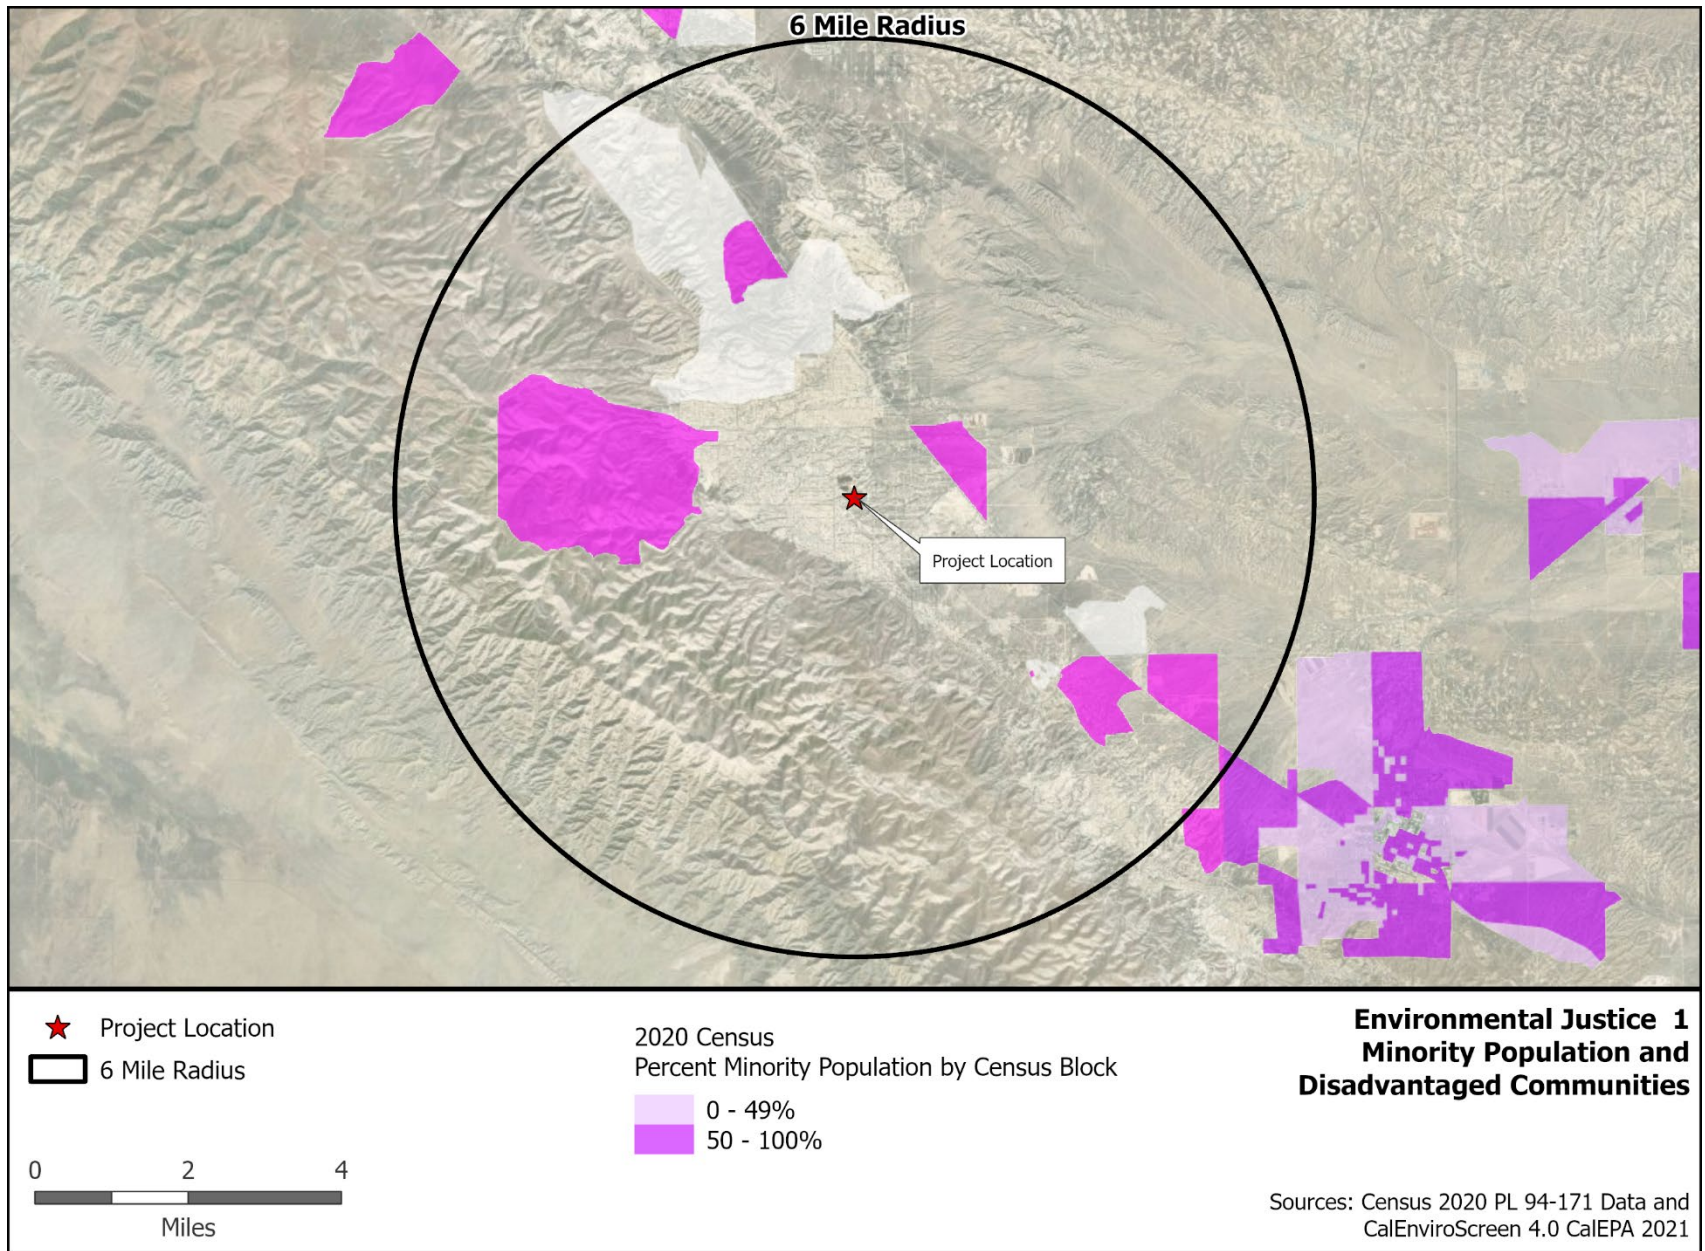 6 Mile Radius
Project Location
Project Location
6 Mile Radius
0 2 4
Miles
2020 Census
Percent Minority Population by Census Block
0 - 49%
50 - 100%
Environmental Justice 1
Minority Population and
Disadvantaged Communities
Sources: Census 2020 PL 94-171 Data and
CalEnviroScreen 4.0 CalEPA 2021